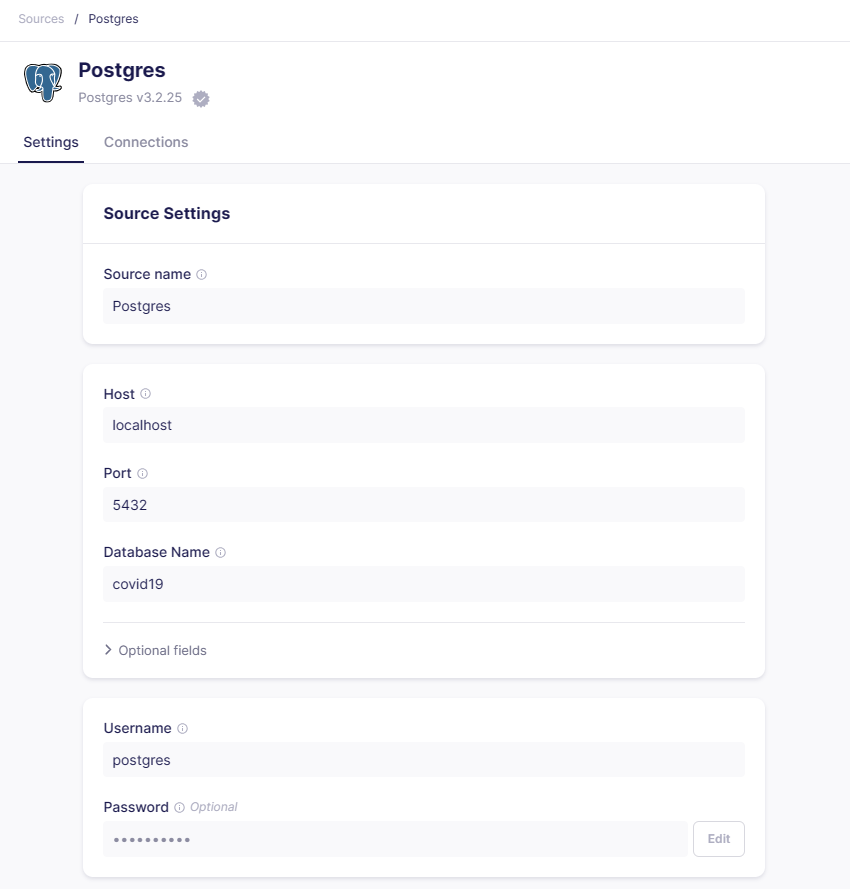 Sources / Postgres
Postgres
Postgres v3.2.25
Settings Connections
Source Settings
Source name
Postgres
Host
localhost
Port
5432
Database Name
covid19
Optional fields
Username
postgres
Password Optional
••••••••••
Edit